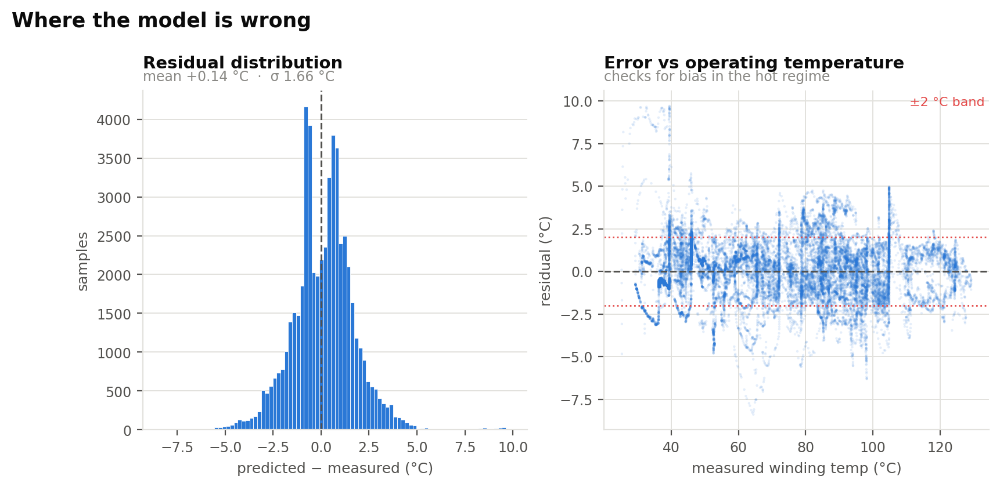 Where the model is wrong
Residual distribution
mean +0.14 °C · σ 1.66 °C
samples
4000
3500
3000
2500
2000
1500
1000
500
0
−7.5 −5.0 −2.5 0.0 2.5 5.0 7.5 10.0
predicted − measured (°C)
Error vs operating temperature
checks for bias in the hot regime
±2 °C band
residual (°C)
10.0
7.5
5.0
2.5
0.0
−2.5
−5.0
−7.5
40 60 80 100 120
measured winding temp (°C)